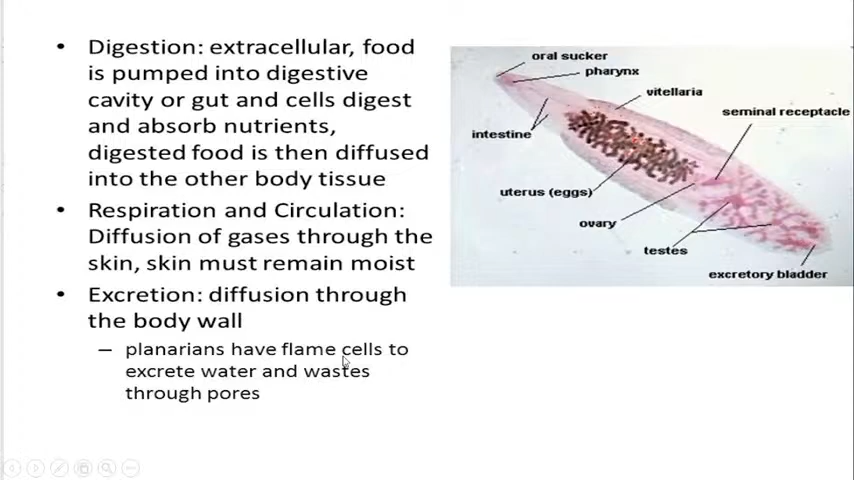 • Digestion: extracellular, food
is pumped into digestive
cavity or gut and cells digest
and absorb nutrients,
digested food is then diffused
into the other body tissue
• Respiration and Circulation:
Diffusion of gases through the
skin, skin must remain moist
• Excretion: diffusion through
the body wall
– planarians have flame cells to
excrete water and wastes
through pores
oral sucker
pharynx
vitellaria
seminal receptacle
intestine
uterus (eggs)
ovary
testes
excretory bladder